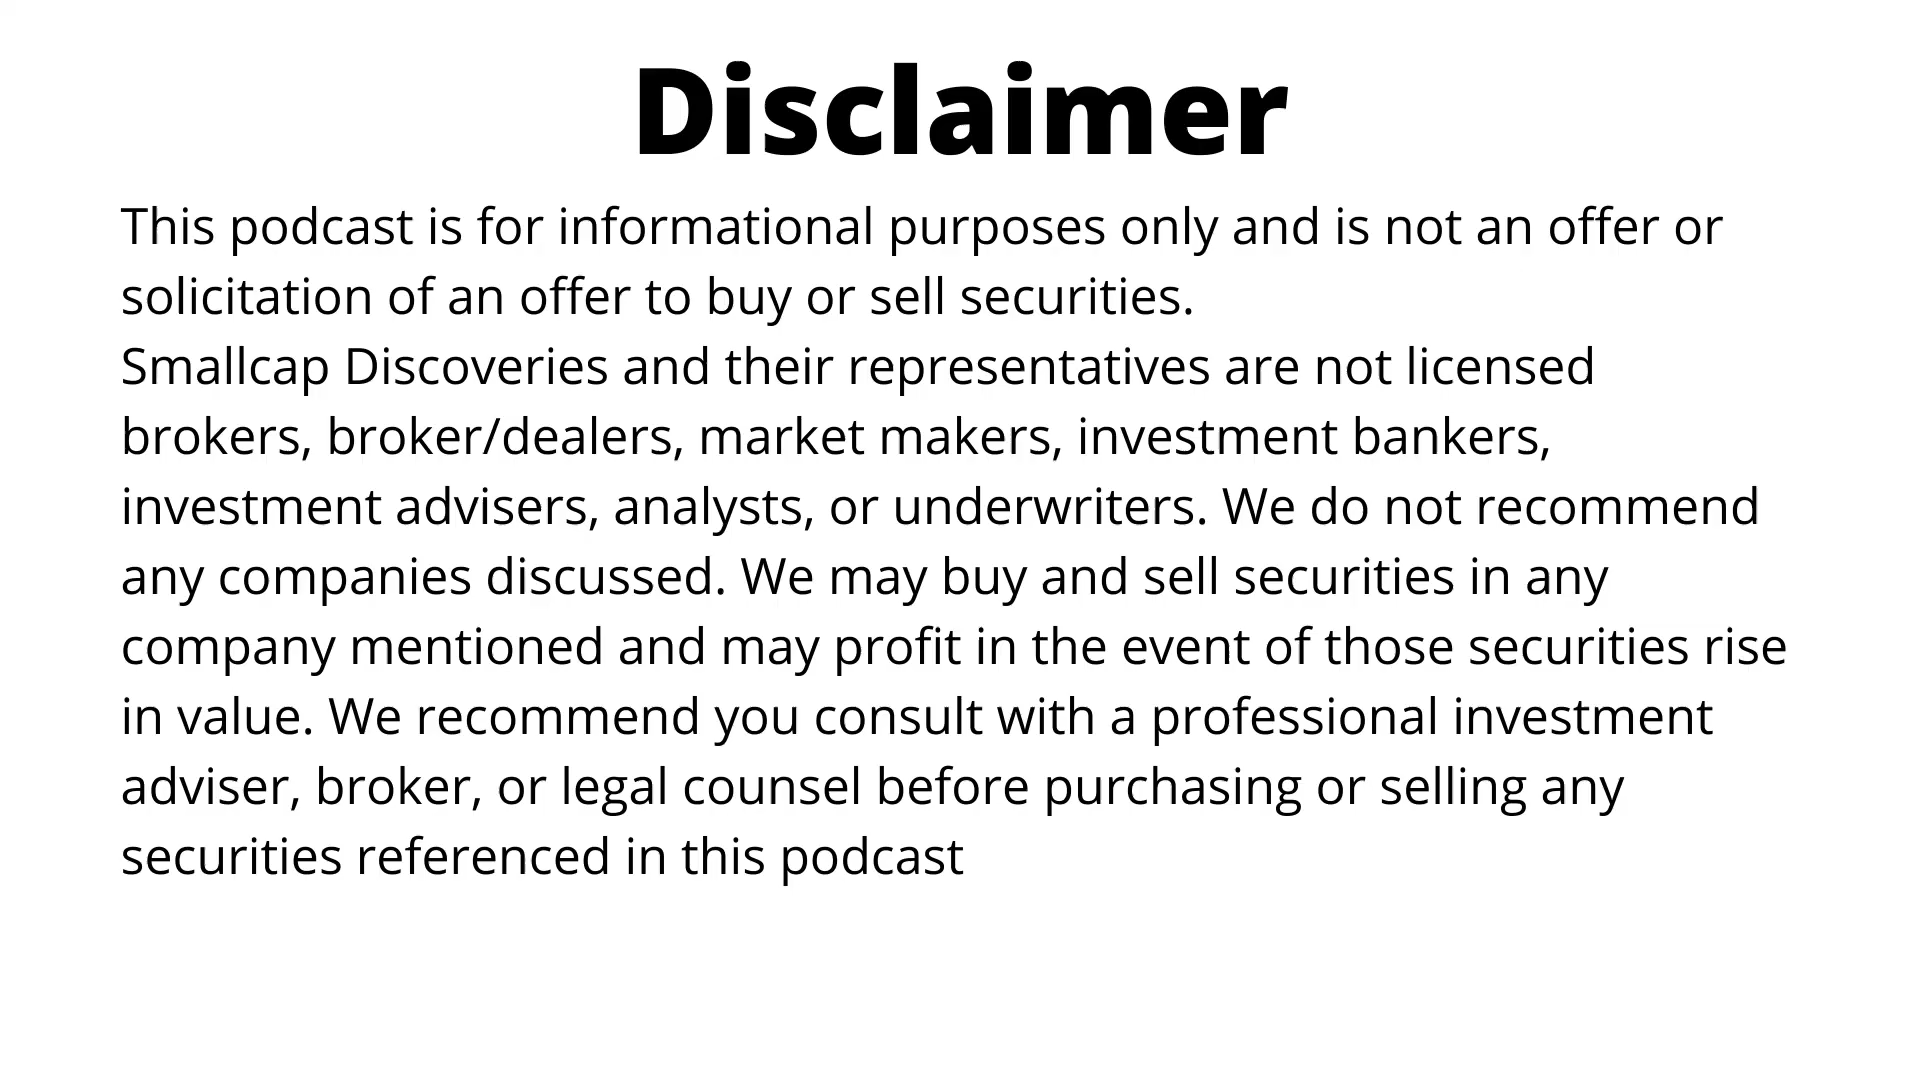 Disclaimer
This podcast is for informational purposes only and is not an offer or
solicitation of an offer to buy or sell securities.
Smallcap Discoveries and their representatives are not licensed
brokers, broker/dealers, market makers, investment bankers,
investment advisers, analysts, or underwriters. We do not recommend
any companies discussed. We may buy and sell securities in any
company mentioned and may profit in the event of those securities rise
in value. We recommend you consult with a professional investment
adviser, broker, or legal counsel before purchasing or selling any
securities referenced in this podcast